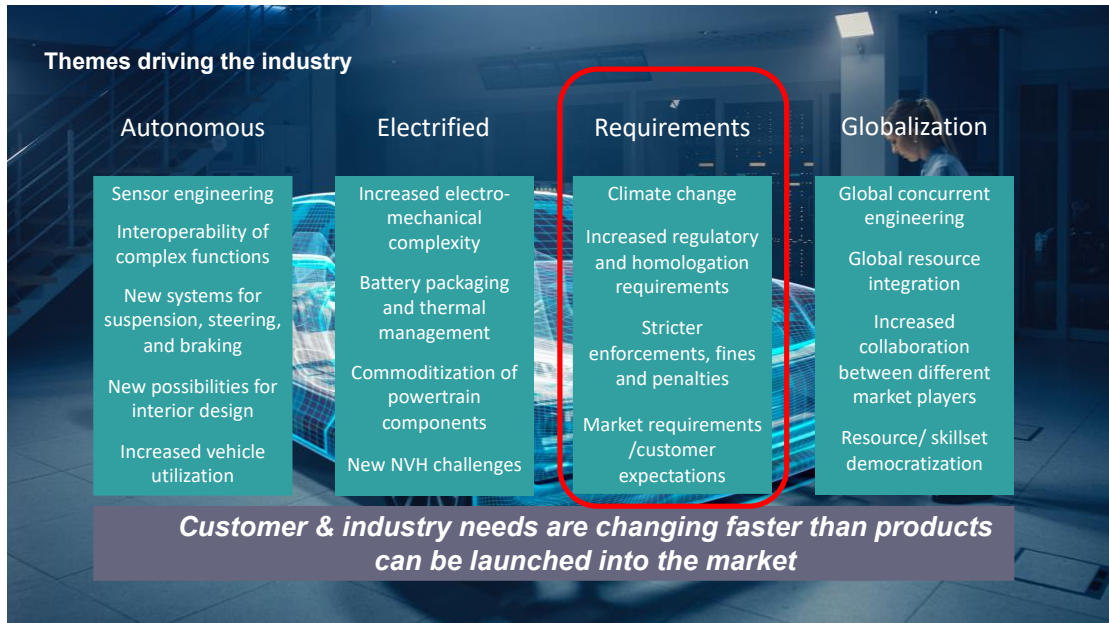 Themes driving the industry
Autonomous
Sensor engineering
Interoperability of
complex functions
New systems for
suspension, steering,
and braking
New possibilities for
interior design
Increased vehicle
utilization
Electrified
Increased electro-
mechanical
complexity
Battery packaging
and thermal
management
Commoditization of
powertrain
components
New NVH challenges
Requirements
Climate change
Increased regulatory
and homologation
requirements
Stricter
enforcements, fines
and penalties
Market requirements
/customer
expectations
Globalization
Global concurrent
engineering
Global resource
integration
Increased
collaboration
between different
market players
Resource/ skillset
democratization
Customer & industry needs are changing faster than products
can be launched into the market